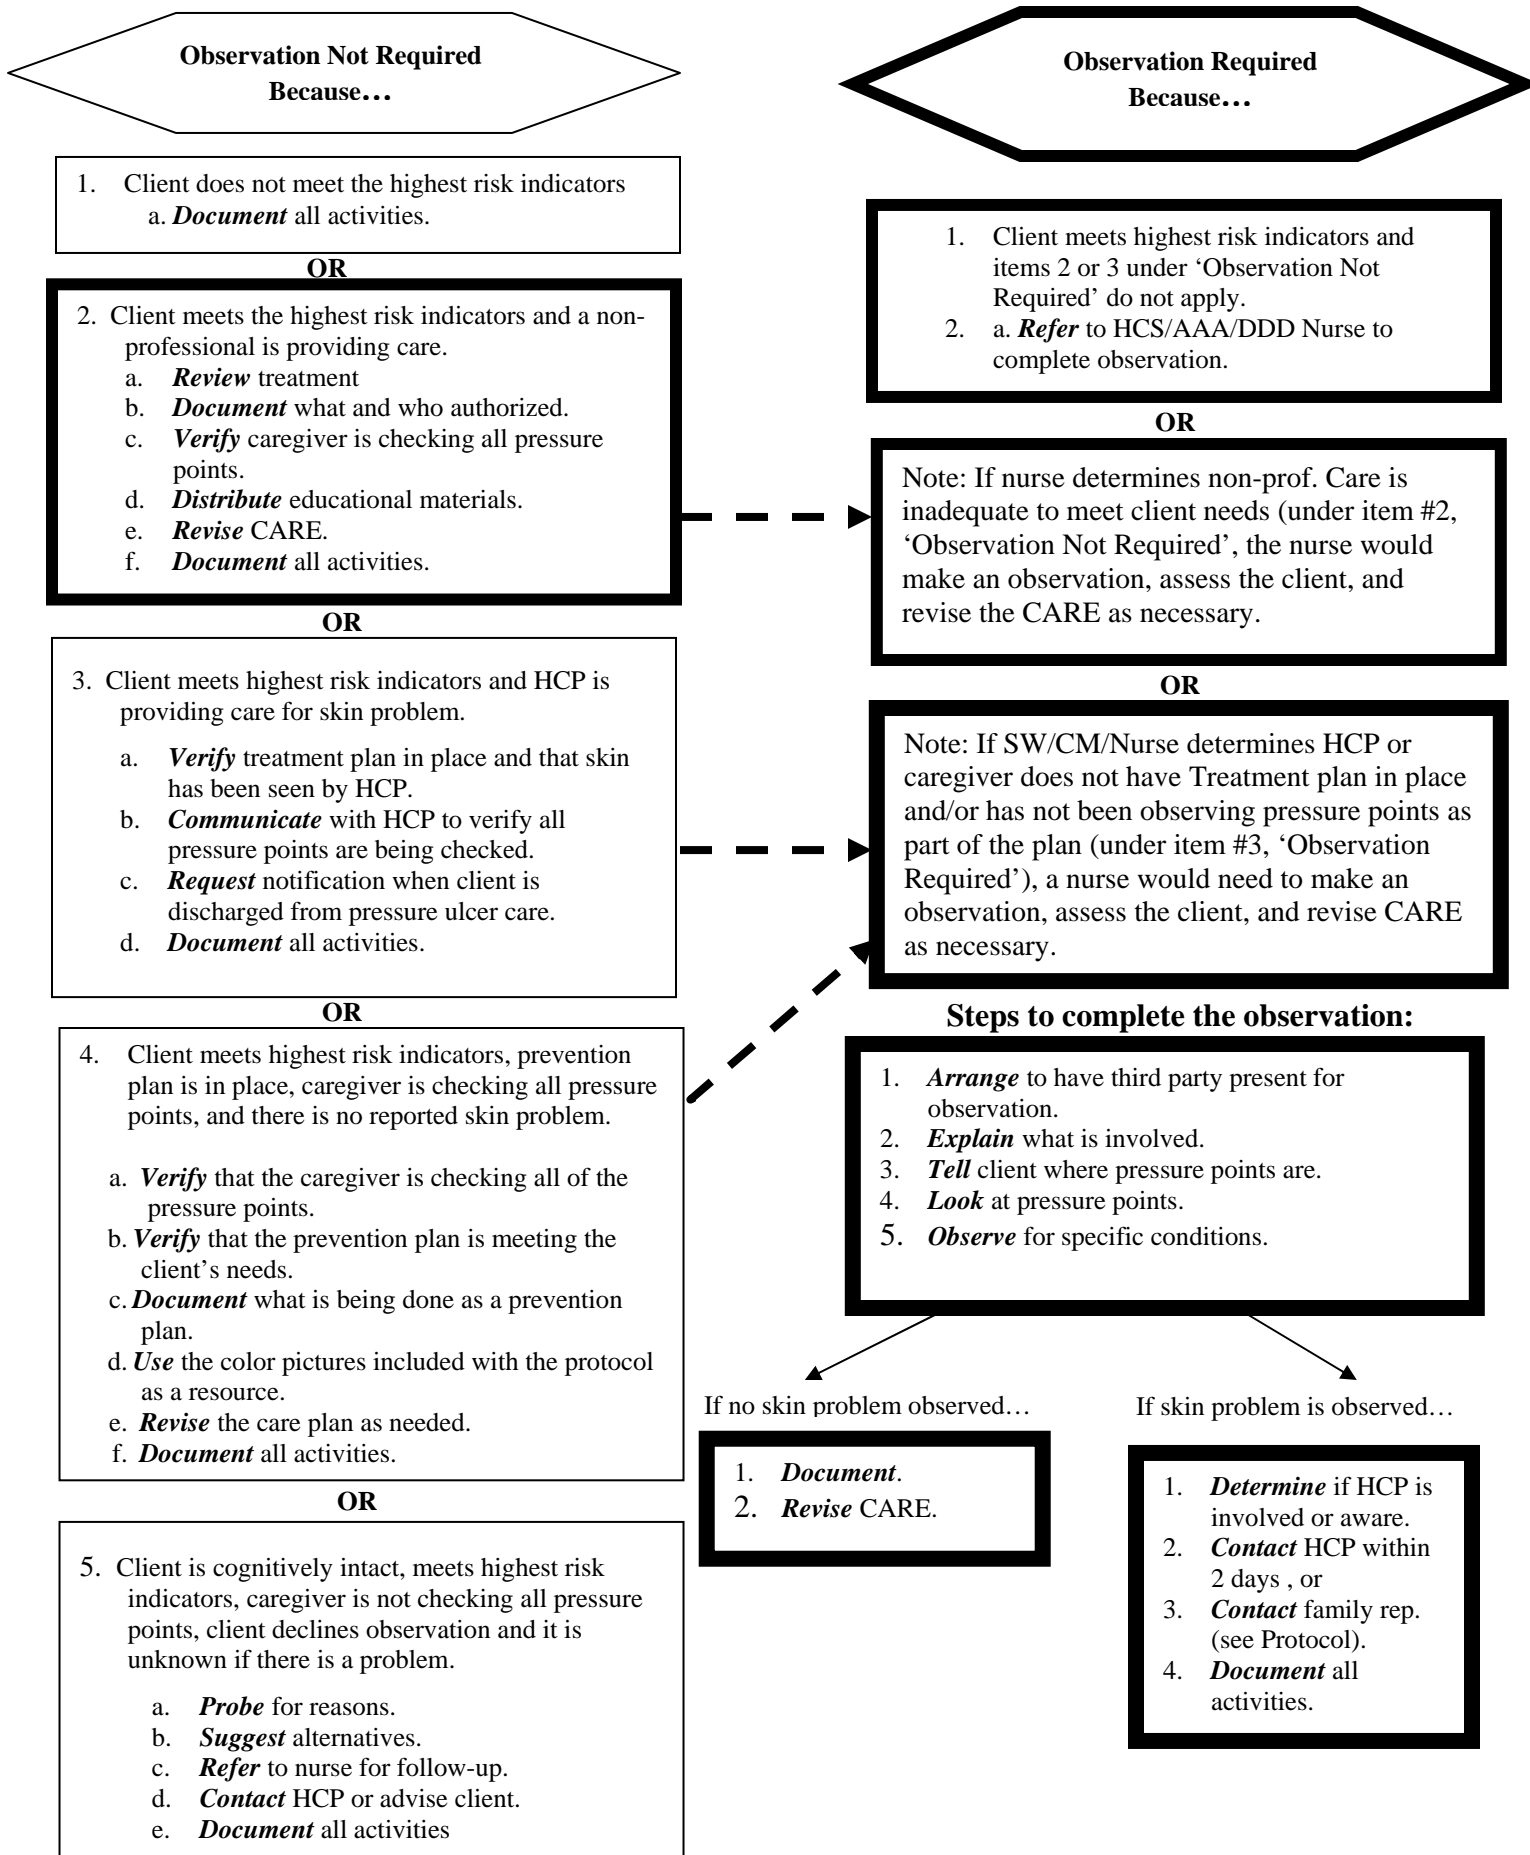 Observation Not Required
Because…
1. Client does not meet the highest risk indicators
a. Document all activities.
OR
2. Client meets the highest risk indicators and a non-
professional is providing care.
a. Review treatment
b. Document what and who authorized.
c. Verify caregiver is checking all pressure
points.
d. Distribute educational materials.
e. Revise CARE.
f. Document all activities.
OR
3. Client meets highest risk indicators and HCP is
providing care for skin problem.
a. Verify treatment plan in place and that skin
has been seen by HCP.
b. Communicate with HCP to verify all
pressure points are being checked.
c. Request notification when client is
discharged from pressure ulcer care.
d. Document all activities.
OR
4. Client meets highest risk indicators, prevention
plan is in place, caregiver is checking all pressure
points, and there is no reported skin problem.
a. Verify that the caregiver is checking all of the
pressure points.
b. Verify that the prevention plan is meeting the
client’s needs.
c. Document what is being done as a prevention
plan.
d. Use the color pictures included with the protocol
as a resource.
e. Revise the care plan as needed.
f. Document all activities.
OR
5. Client is cognitively intact, meets highest risk
indicators, caregiver is not checking all pressure
points, client declines observation and it is
unknown if there is a problem.
a. Probe for reasons.
b. Suggest alternatives.
c. Refer to nurse for follow-up.
d. Contact HCP or advise client.
e. Document all activities
Observation Required
Because…
1. Client meets highest risk indicators and
items 2 or 3 under ‘Observation Not
Required’ do not apply.
2. a. Refer to HCS/AAA/DDD Nurse to
complete observation.
OR
Note: If nurse determines non-prof. Care is
inadequate to meet client needs (under item #2,
‘Observation Not Required’, the nurse would
make an observation, assess the client, and
revise the CARE as necessary.
OR
Note: If SW/CM/Nurse determines HCP or
caregiver does not have Treatment plan in place
and/or has not been observing pressure points as
part of the plan (under item #3, ‘Observation
Required’), a nurse would need to make an
observation, assess the client, and revise CARE
as necessary.
Steps to complete the observation:
1. Arrange to have third party present for
observation.
2. Explain what is involved.
3. Tell client where pressure points are.
4. Look at pressure points.
5. Observe for specific conditions.
If no skin problem observed…
1. Document.
2. Revise CARE.
If skin problem is observed…
1. Determine if HCP is
involved or aware.
2. Contact HCP within
2 days , or
3. Contact family rep.
(see Protocol).
4. Document all
activities.